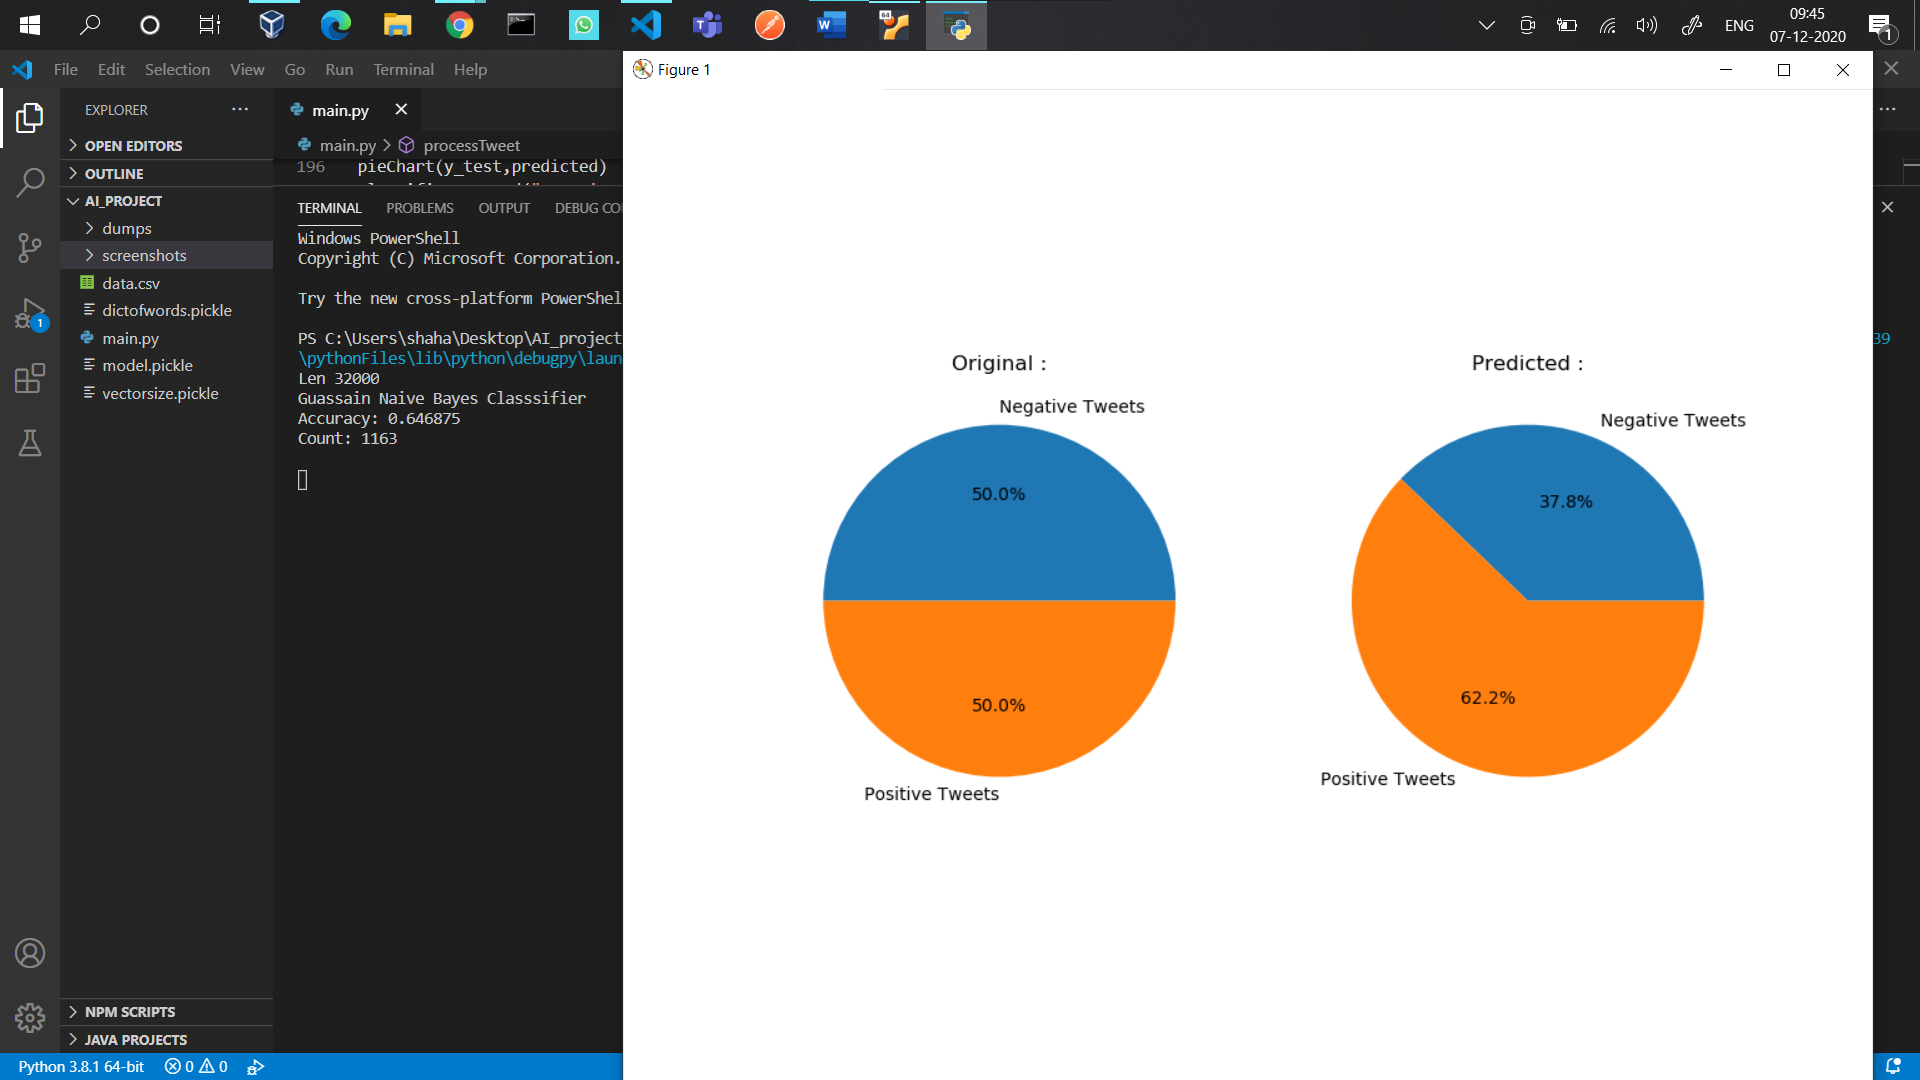 ENG
09:45
07-12-2020
1
64
File Edit Selection View Go Run Terminal Help
Figure 1
EXPLORER
main.py
OPEN EDITORS
main.py > processTweet
196 pieChart(y_test,predicted)
OUTLINE
AI_PROJECT
dumps
screenshots
data.csv
dictofwords.pickle
main.py
model.pickle
vectorsize.pickle
1
TERMINAL PROBLEMS OUTPUT DEBUG CO
Windows PowerShell
Copyright (C) Microsoft Corporation.
Try the new cross-platform PowerShel
PS C:\Users\shaha\Desktop\AI_project
\pythonFiles\lib\python\debugpy\laun
39
Len 32000
Guassain Naive Bayes Classsifier
Accuracy: 0.646875
Count: 1163
Original :
Negative Tweets
50.0%
50.0%
Positive Tweets
Predicted :
Negative Tweets
37.8%
62.2%
Positive Tweets
NPM SCRIPTS
JAVA PROJECTS
Python 3.8.1 64-bit 0 0